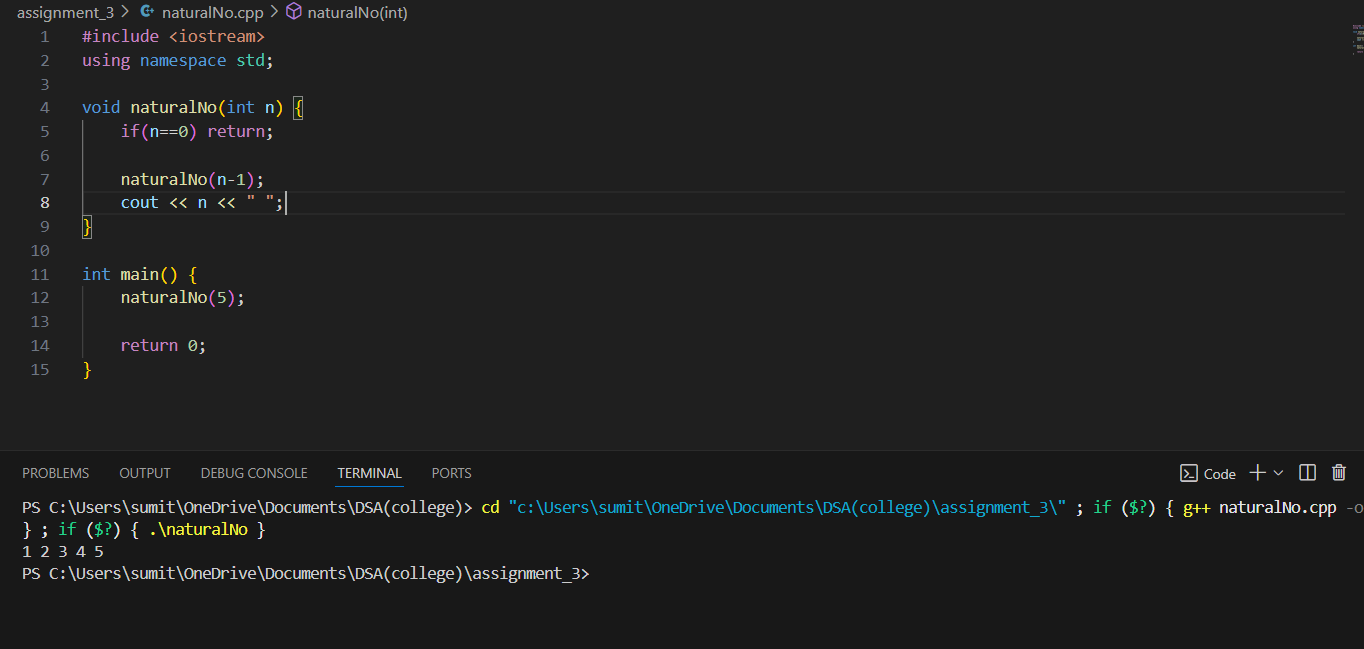 assignment_3 > naturalNo.cpp > naturalNo(int)
1 #include <iostream>
2 using namespace std;
3
4 void naturalNo(int n) {
5     if(n==0) return;
6
7     naturalNo(n-1);
8     cout << n << " ";
9 }
10
11 int main() {
12     naturalNo(5);
13
14     return 0;
15 }
PROBLEMS OUTPUT DEBUG CONSOLE TERMINAL PORTS Code
PS C:\Users\sumit\OneDrive\Documents\DSA(college)> cd "c:\Users\sumit\OneDrive\Documents\DSA(college)\assignment_3\" ; if ($?) { g++ naturalNo.cpp -o
} ; if ($?) { .\naturalNo }
1 2 3 4 5
PS C:\Users\sumit\OneDrive\Documents\DSA(college)\assignment_3>